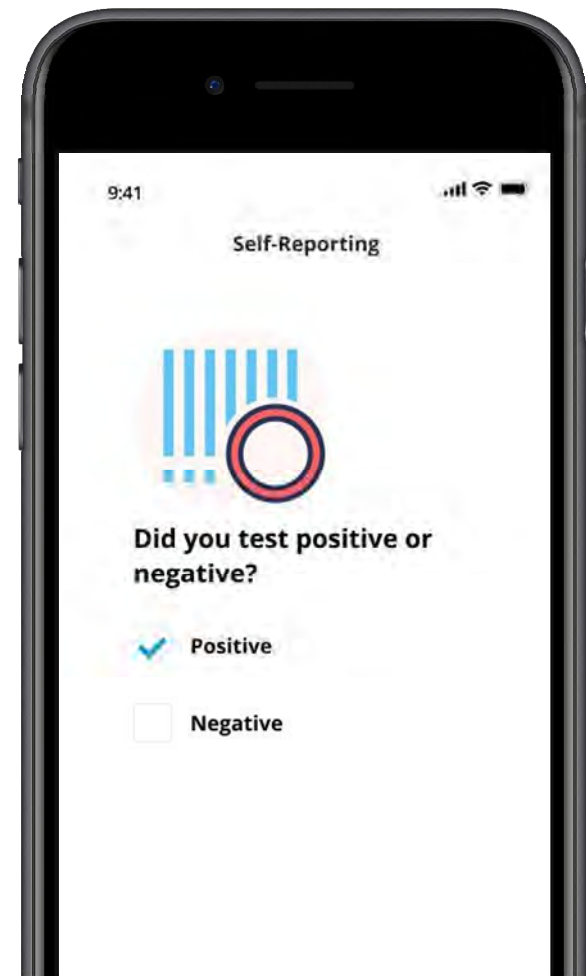 9:41
Self-Reporting
Did you test positive or
negative?
Positive
Negative